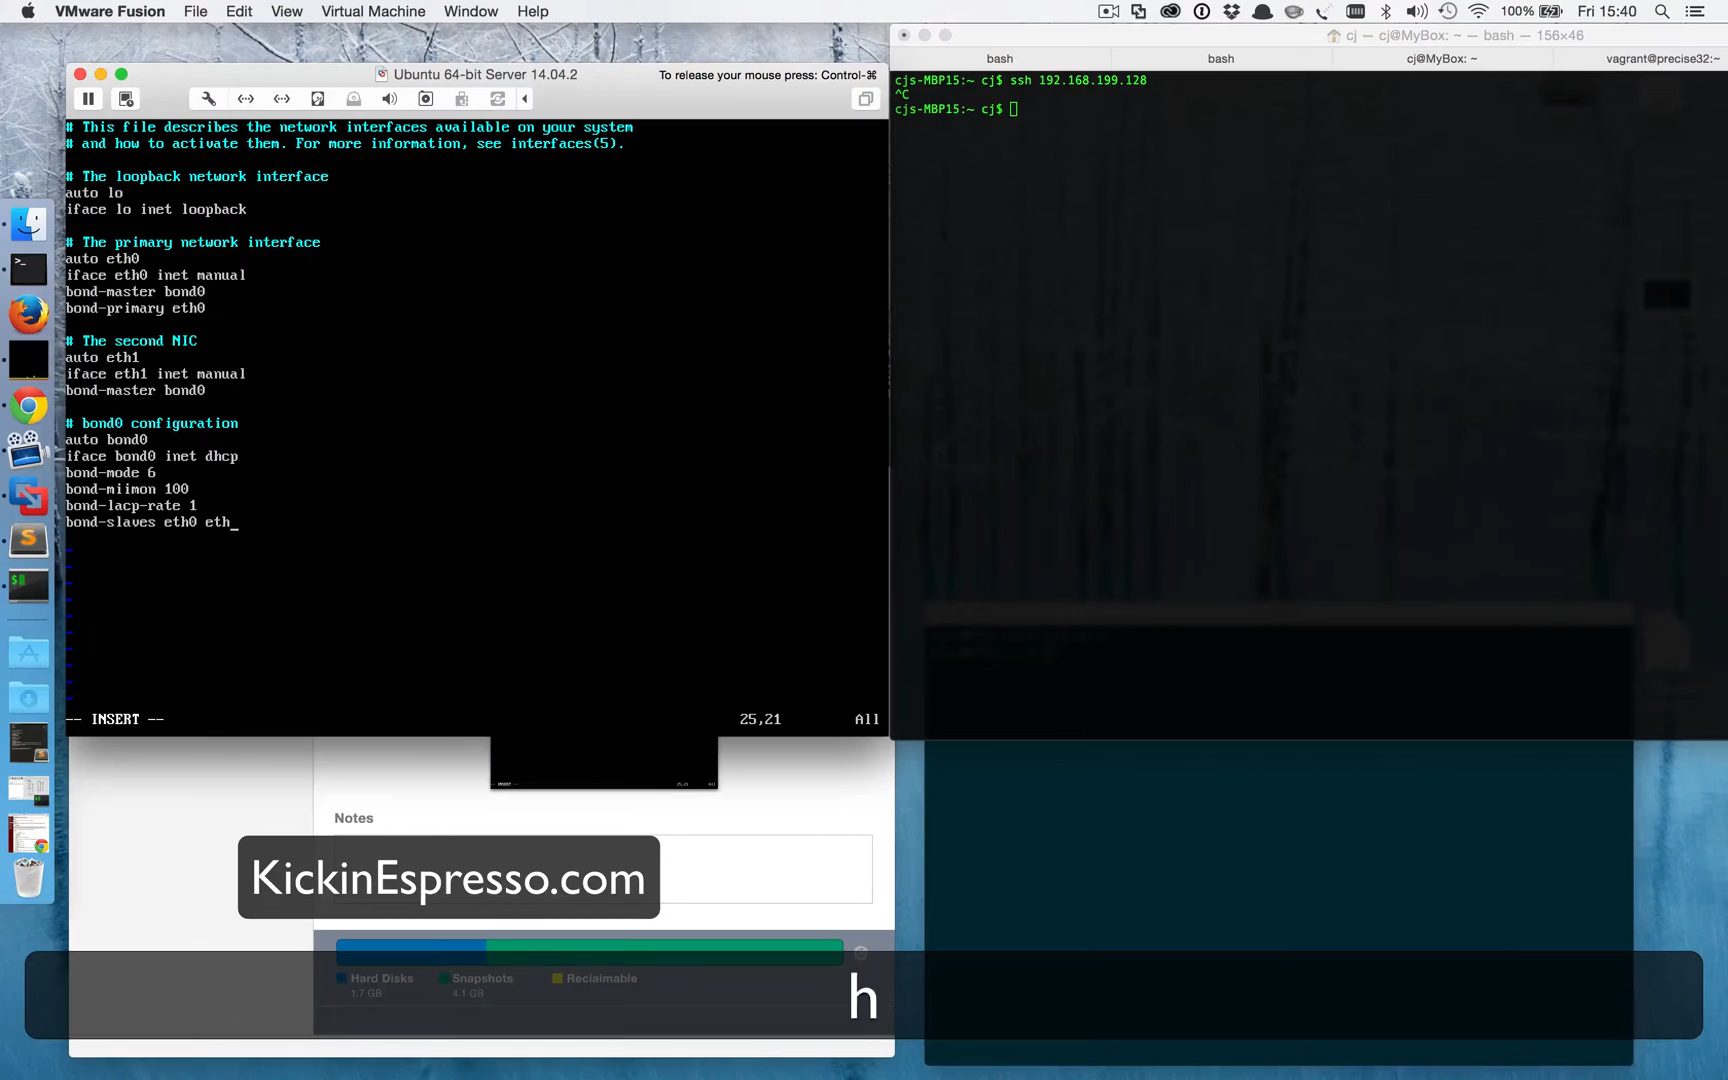 VMware Fusion File Edit View Virtual Machine Window Help
100% Fri 15:40
Ubuntu 64-bit Server 14.04.2
To release your mouse press: Control-⌘
# This file describes the network interfaces available on your system
# and how to activate them. For more information, see interfaces(5).
# The loopback network interface
auto lo
iface lo inet loopback
# The primary network interface
auto eth0
iface eth0 inet manual
bond-master bond0
bond-primary eth0
# The second NIC
auto eth1
iface eth1 inet manual
bond-master bond0
# bond0 configuration
auto bond0
iface bond0 inet dhcp
bond-mode 6
bond-miimon 100
bond-lacp-rate 1
bond-slaves eth0 eth_
~
~
~
~
~
~
~
~
~
~
-- INSERT -- 25,21 All
cj — cj@MyBox: ~ — bash — 156×46
bash bash cj@MyBox: ~ vagrant@precise32:~
cjs-MBP15:~ cj$ ssh 192.168.199.128
^C
cjs-MBP15:~ cj$
-- INSERT -- 25,21 All
Notes
KickinEspresso.com
Hard Disks Snapshots Reclaimable
1.7 GB 4.1 GB
h